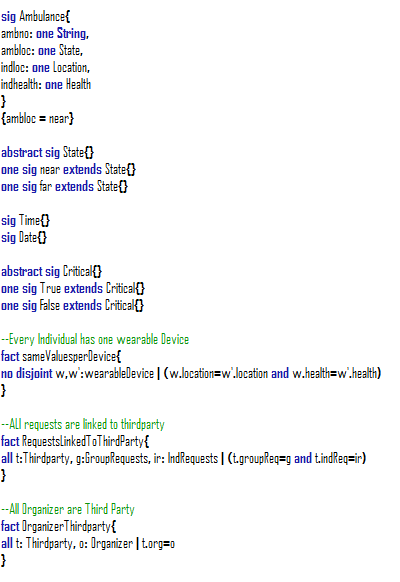 sig Ambulance{
ambno: one String,
ambloc: one State,
indloc: one Location,
indhealth: one Health
}
{ambloc = near}
abstract sig State{}
one sig near extends State{}
one sig far extends State{}
sig Time{}
sig Date{}
abstract sig Critical{}
one sig True extends Critical{}
one sig False extends Critical{}
--Every Individual has one wearable Device
fact sameValuesperDevice{
no disjoint w,w':wearableDevice | (w.location=w'.location and w.health=w'.health)
}
--ALl requests are linked to thirdparty
fact RequestsLinkedToThirdParty{
all t:Thirdparty, g:GroupRequests, ir: IndRequests | (t.groupReq=g and t.indReq=ir)
}
--All Organizer are Third Party
fact OrganizerThirdparty{
all t: Thirdparty, o: Organizer | t.org=o
}